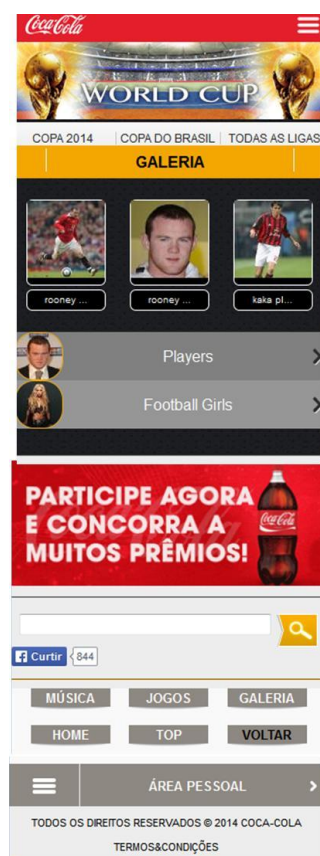 Coca-Cola
WORLD CUP
COPA 2014 COPA DO BRASIL TODAS AS LIGAS
GALERIA
rooney ... rooney ... kaka pl...
Players
Football Girls
PARTICIPE AGORA
E CONCORRA A
MUITOS PRÊMIOS!
Coca-Cola
Curtir 844
MÚSICA JOGOS GALERIA
HOME TOP VOLTAR
ÁREA PESSOAL
TODOS OS DIREITOS RESERVADOS © 2014 COCA-COLA
TERMOS&CONDIÇÕES